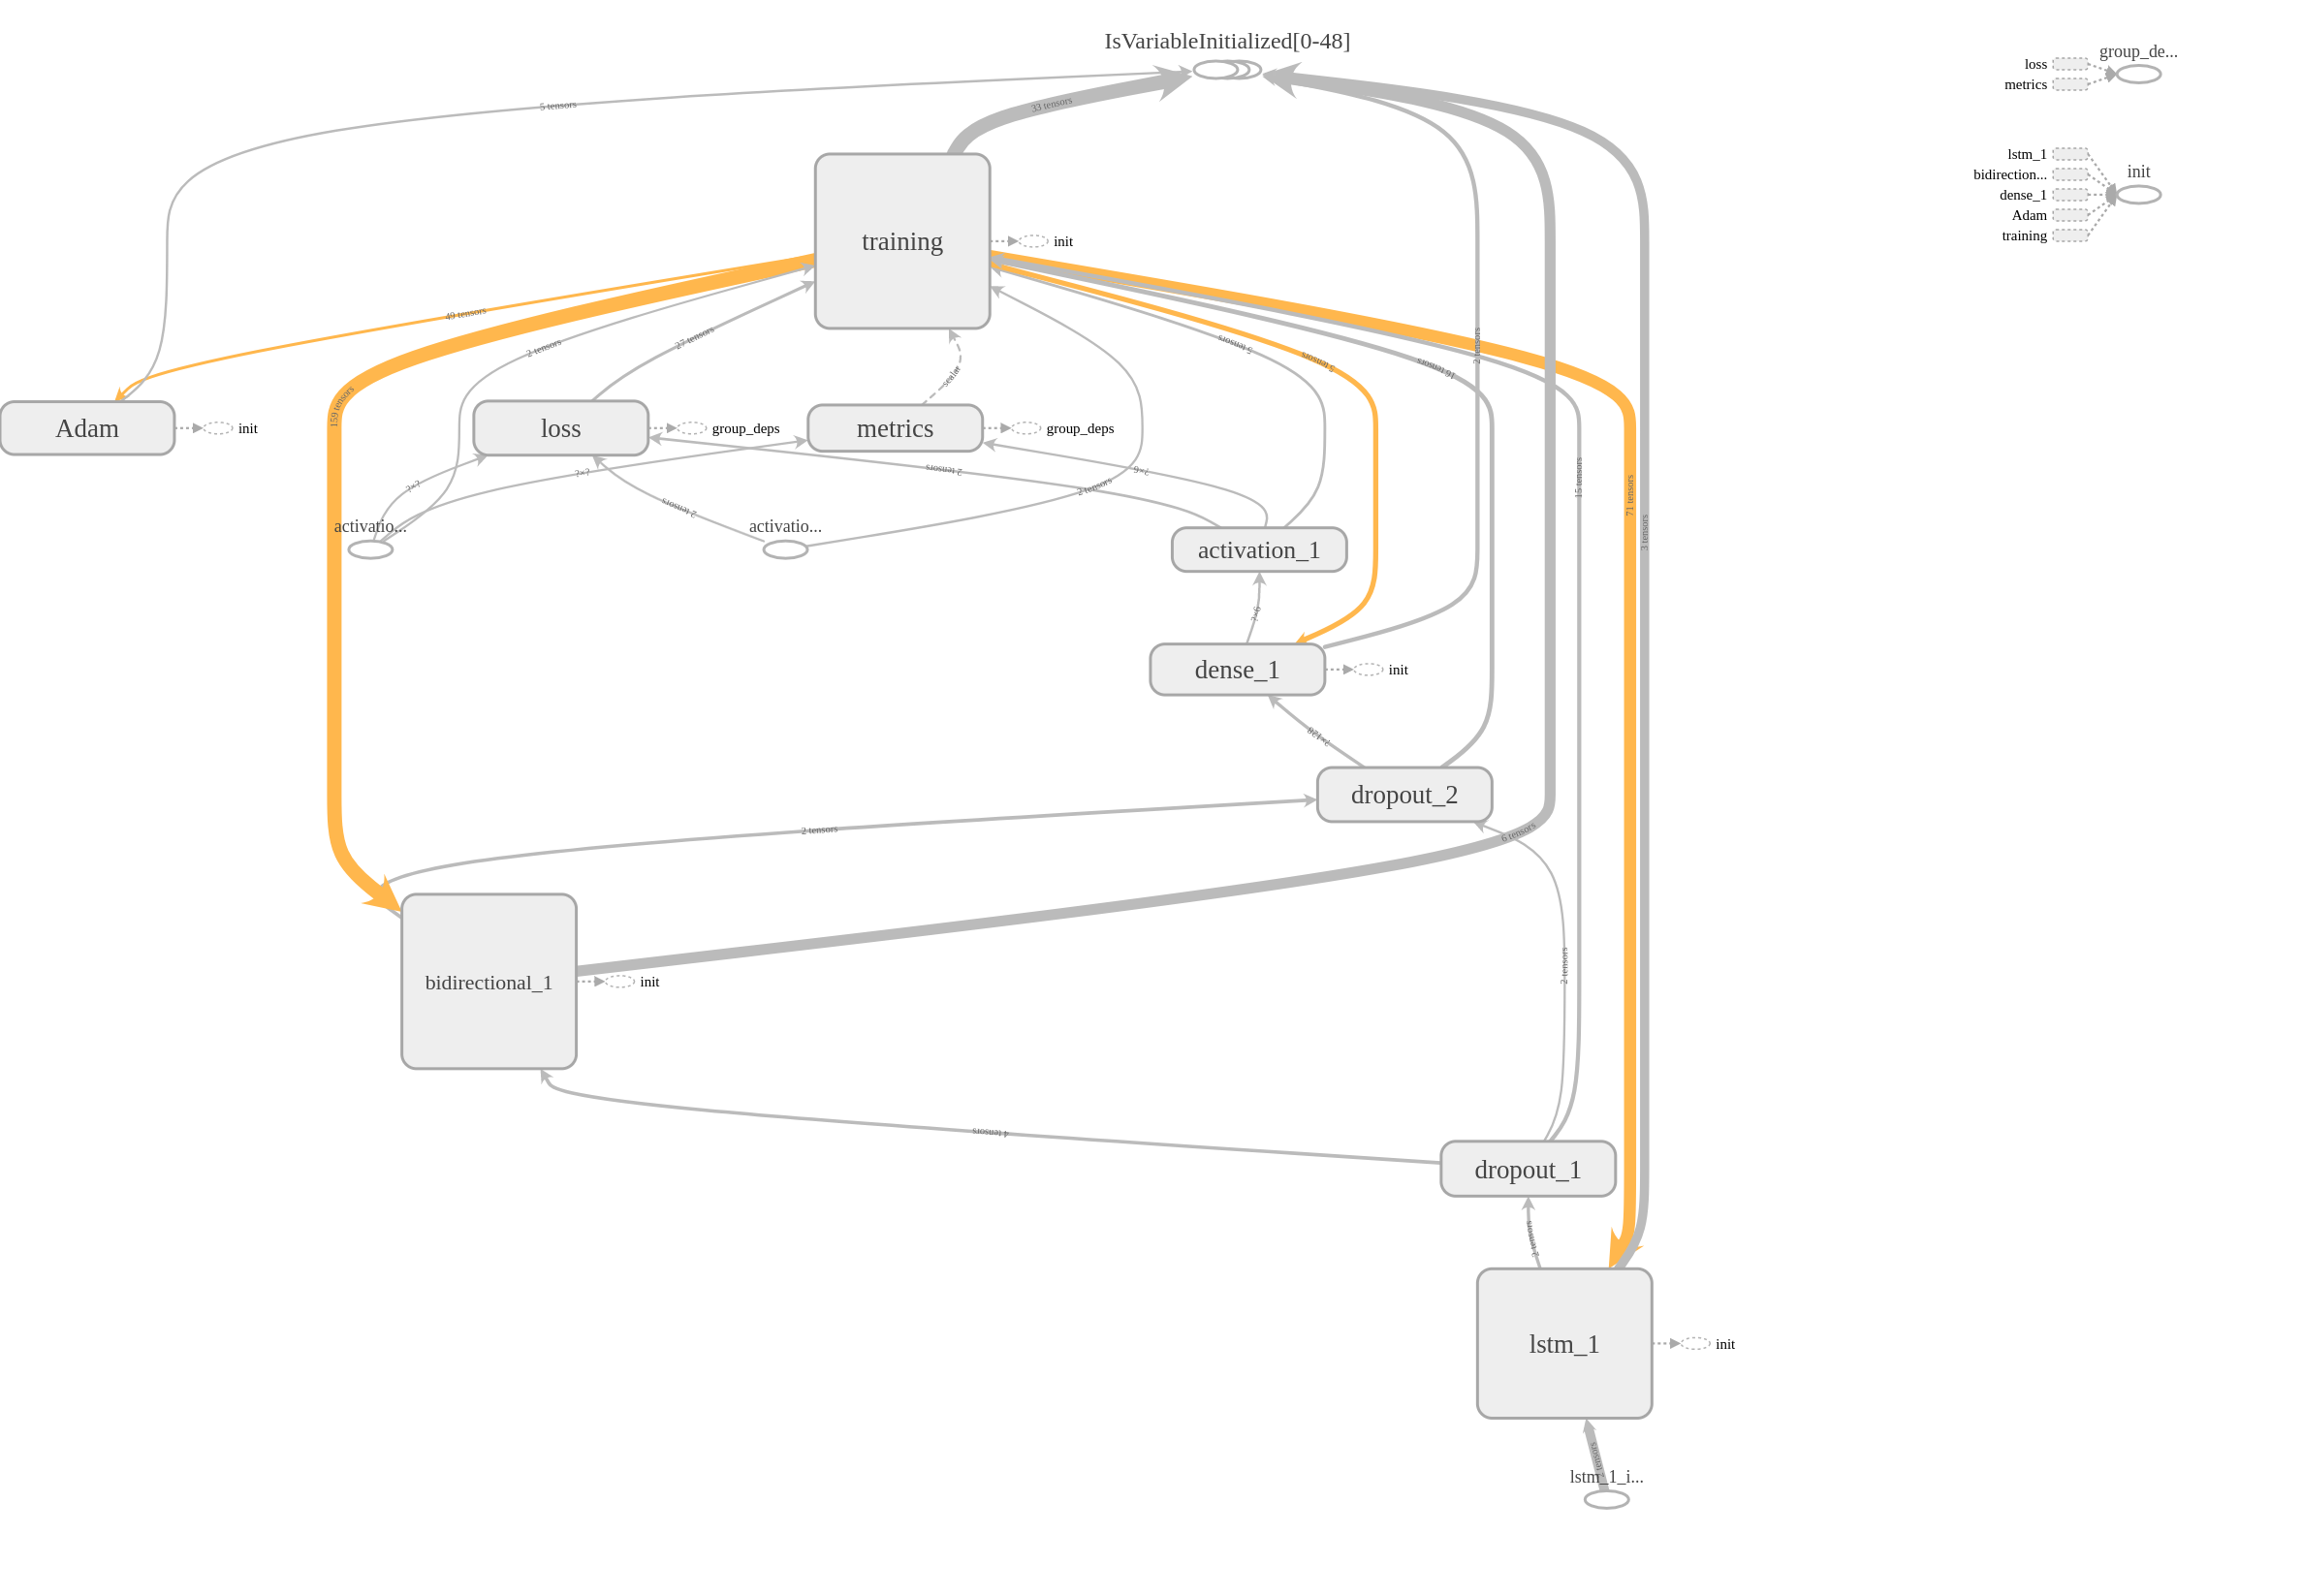 IsVariableInitialized[0-48]
group_de...
loss
metrics
5 tensors
33 tensors
lstm_1
bidirection...
dense_1
Adam
training
init
training
init
49 tensors
2 tensors
27 tensors
scalar
5 tensors
5 tensors
16 tensors
2 tensors
159 tensors
Adam
init
loss
group_deps
metrics
group_deps
?×?
?×?
2 tensors
?×6
2 tensors
2 tensors
15 tensors
71 tensors
3 tensors
activatio...
activatio...
activation_1
?×6
dense_1
init
?×128
dropout_2
2 tensors
6 tensors
bidirectional_1
init
2 tensors
4 tensors
dropout_1
2 tensors
lstm_1
init
tensors
lstm_1_i...